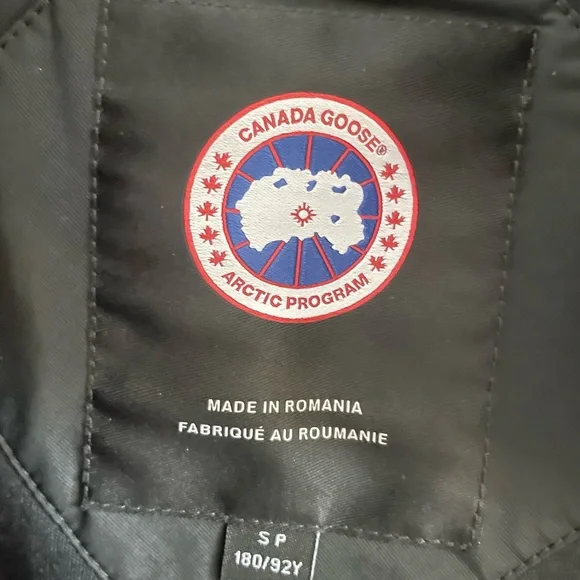 CANADA GOOSE®
ARCTIC PROGRAM
MADE IN ROMANIA
FABRIQUÉ AU ROUMANIE
S P
180/92Y